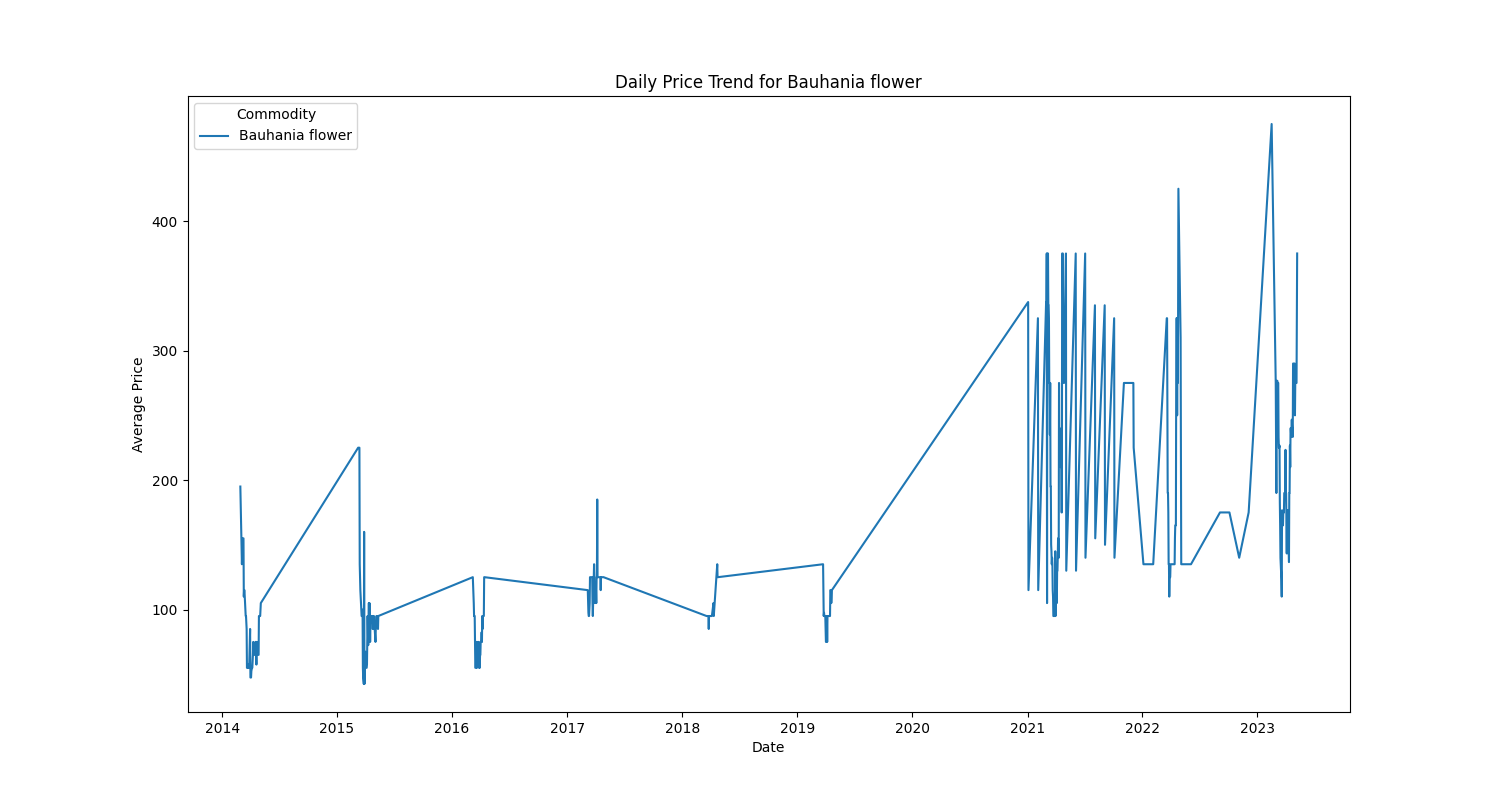 Daily Price Trend for Bauhania flower
Commodity
Bauhania flower
400
300
200
100
Average Price
2014 2015 2016 2017 2018 2019 2020 2021 2022 2023
Date